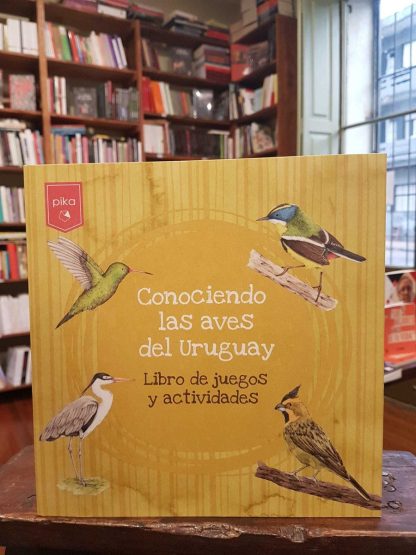 pika
Conociendo
las aves
del Uruguay
Libro de juegos
y actividades